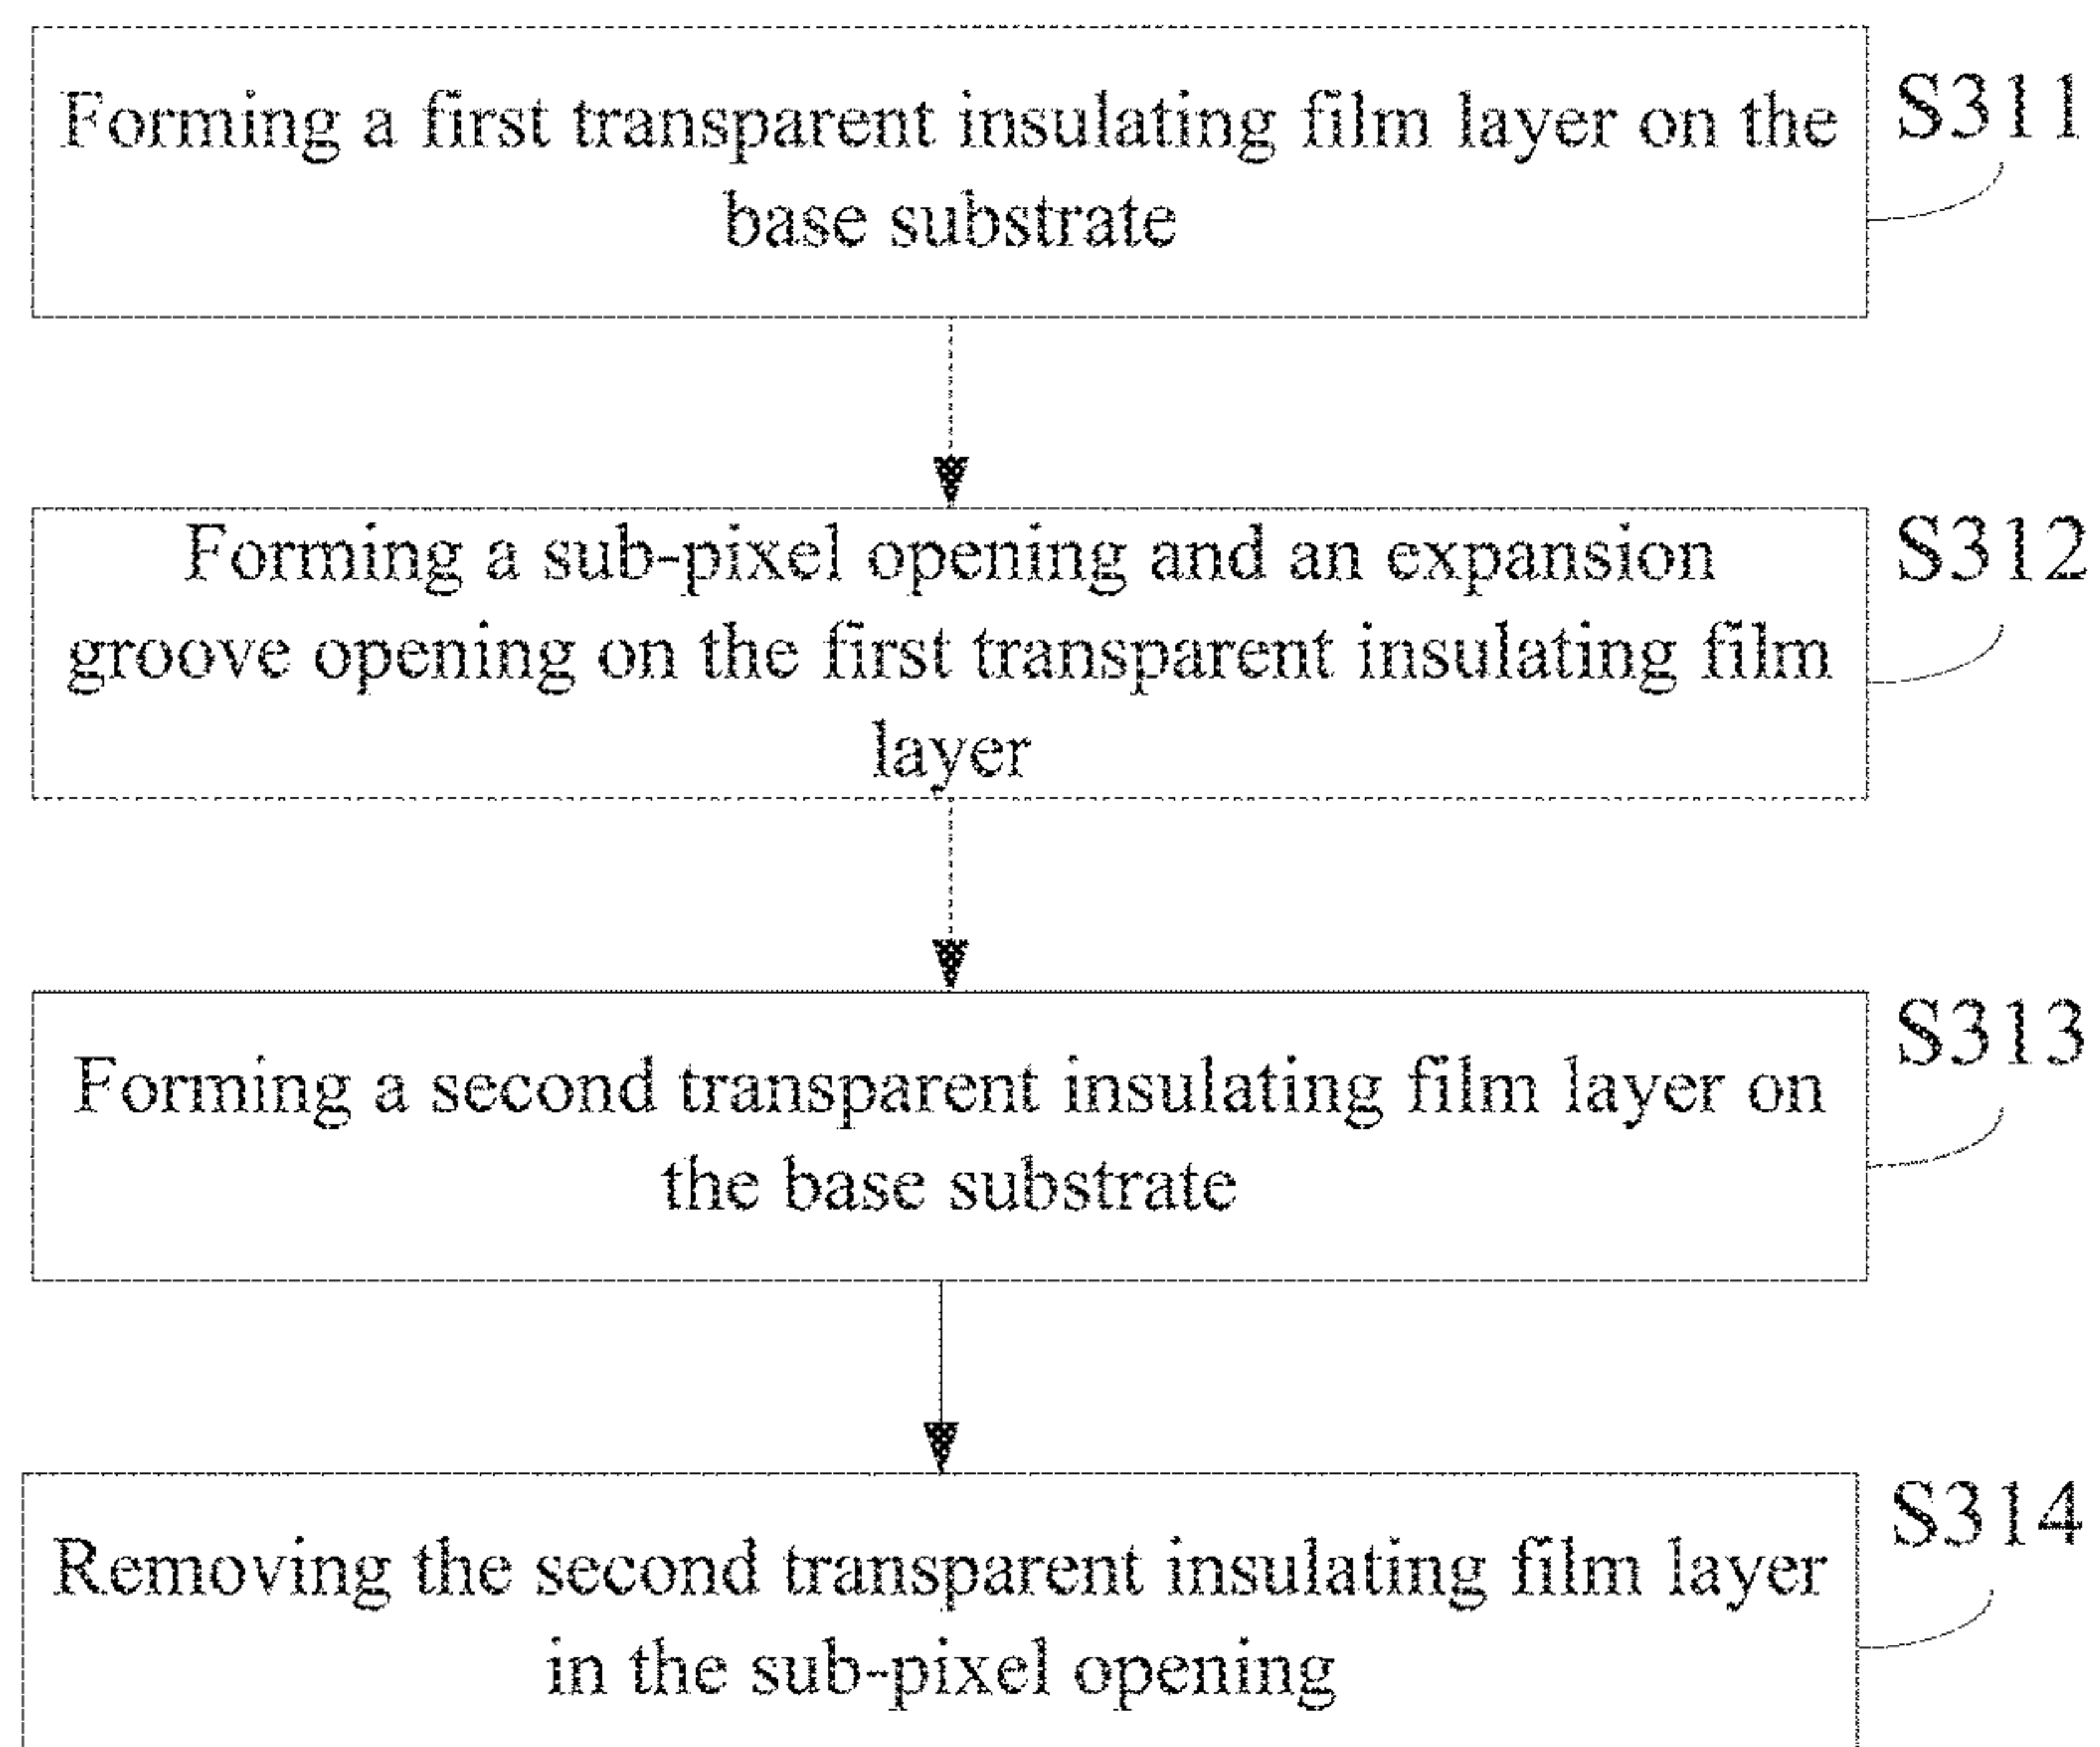 Forming a first transparent insulating film layer on the
base substrate
S311
Forming a sub-pixel opening and an expansion
groove opening on the first transparent insulating film
layer
S312
Forming a second transparent insulating film layer on
the base substrate
S313
Removing the second transparent insulating film layer
in the sub-pixel opening
S314